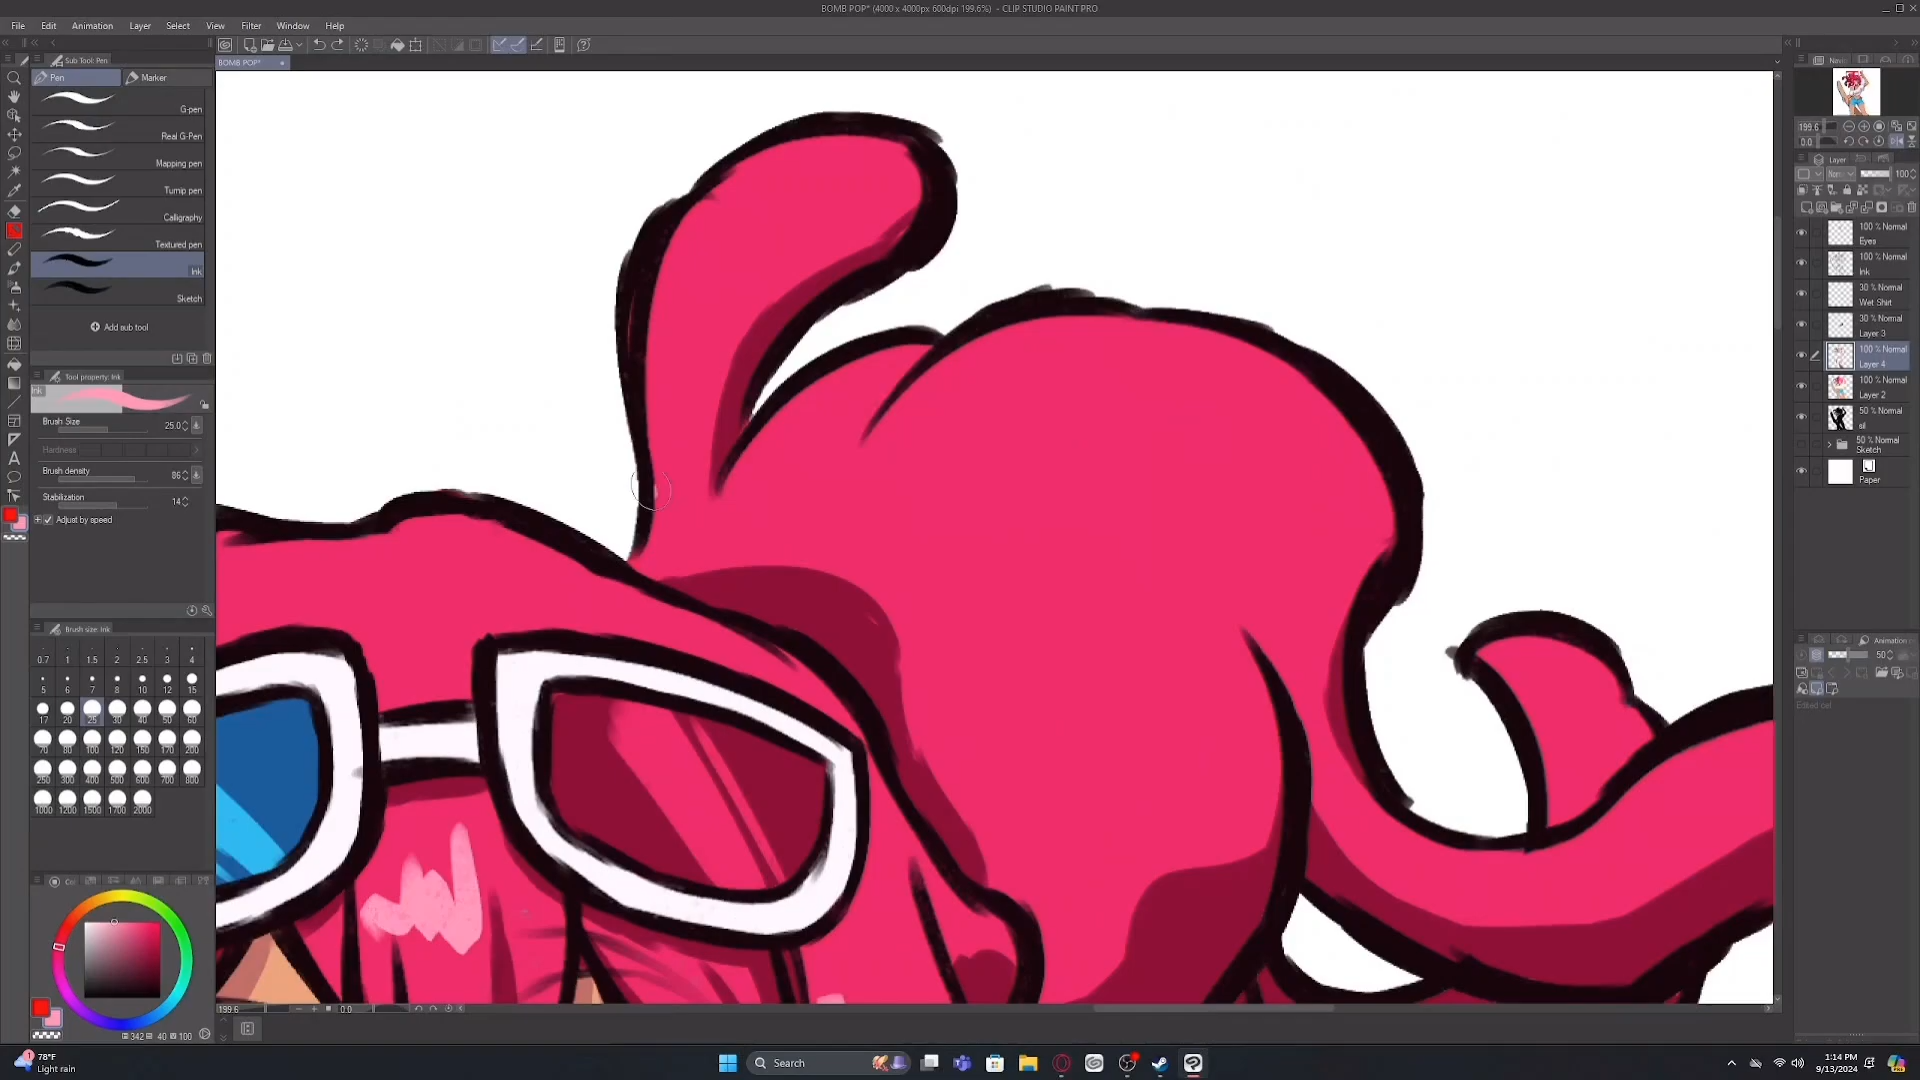 BOMB POP* (4000 x 4000px 600dpi 199.6%) - CLIP STUDIO PAINT PRO
File Edit Animation Layer Select View Filter Window Help
Sub Tool: Pen
BOMB POP*
Pen Marker
G-pen
Real G-Pen
Mapping pen
Turnip pen
Calligraphy
Textured pen
Ink
Sketch
Add sub tool
Tool property: Ink
Ink
Brush Size 25.0
Hardness
Brush density 86
Stabilization 14
Adjust by speed
Brush size: Ink
0.7 1 1.5 2 2.5 3 4
5 6 7 8 10 12 15
17 20 25 30 40 50 60
70 80 100 120 150 170 200
250 300 400 500 600 700 800
1000 1200 1500 1700 2000
342 40 100
199.6 0.0
199.6
0.0
Layer
100
100 % Normal
Eyes
100 % Normal
Ink
30 % Normal
Wet Shirt
30 % Normal
Layer 3
100 % Normal
Layer 4
100 % Normal
Layer 2
50 % Normal
sil
50 % Normal
Sketch
Paper
Animation
50
Edited cel
1
78°F
Light rain
Search
1:14 PM
9/13/2024